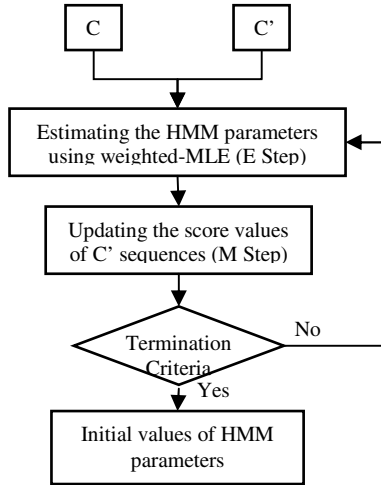 C C'
Estimating the HMM parameters
using weighted-MLE (E Step)
Updating the score values
of C' sequences (M Step)
Termination
Criteria
No
Yes
Initial values of HMM
parameters